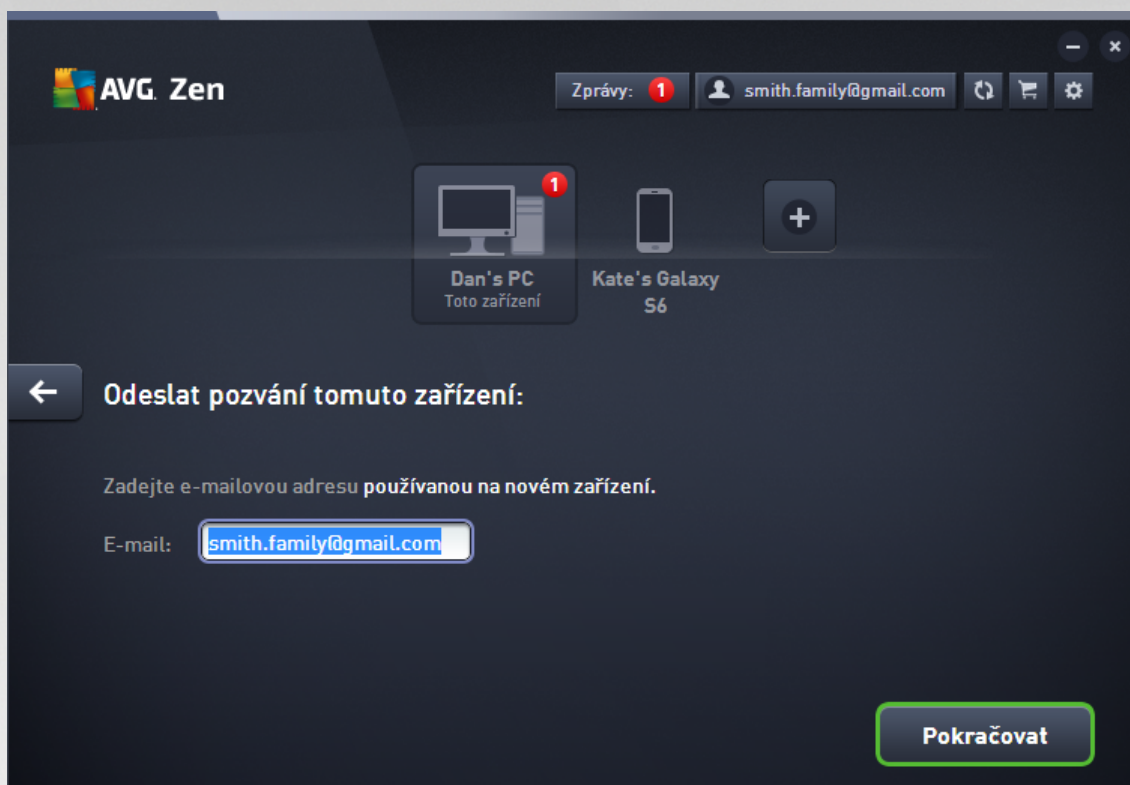 AVG. Zen
Zprávy: 1
smith.family@gmail.com
1
Dan's PC
Toto zařízení
Kate's Galaxy
S6
Odeslat pozvání tomuto zařízení:
Zadejte e-mailovou adresu používanou na novém zařízení.
E-mail: smith.family@gmail.com
Pokračovat